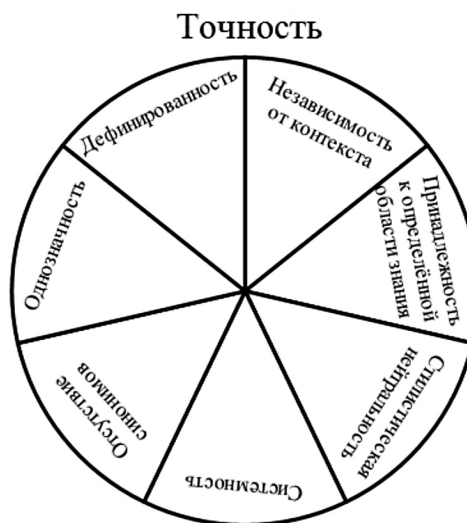 Точность
Дефинированность
Независимость
от контекста
Принадлежность
к определённой
области знания
Стилистическая
нейтральность
Системность
Отсутствие
синонимов
Однозначность